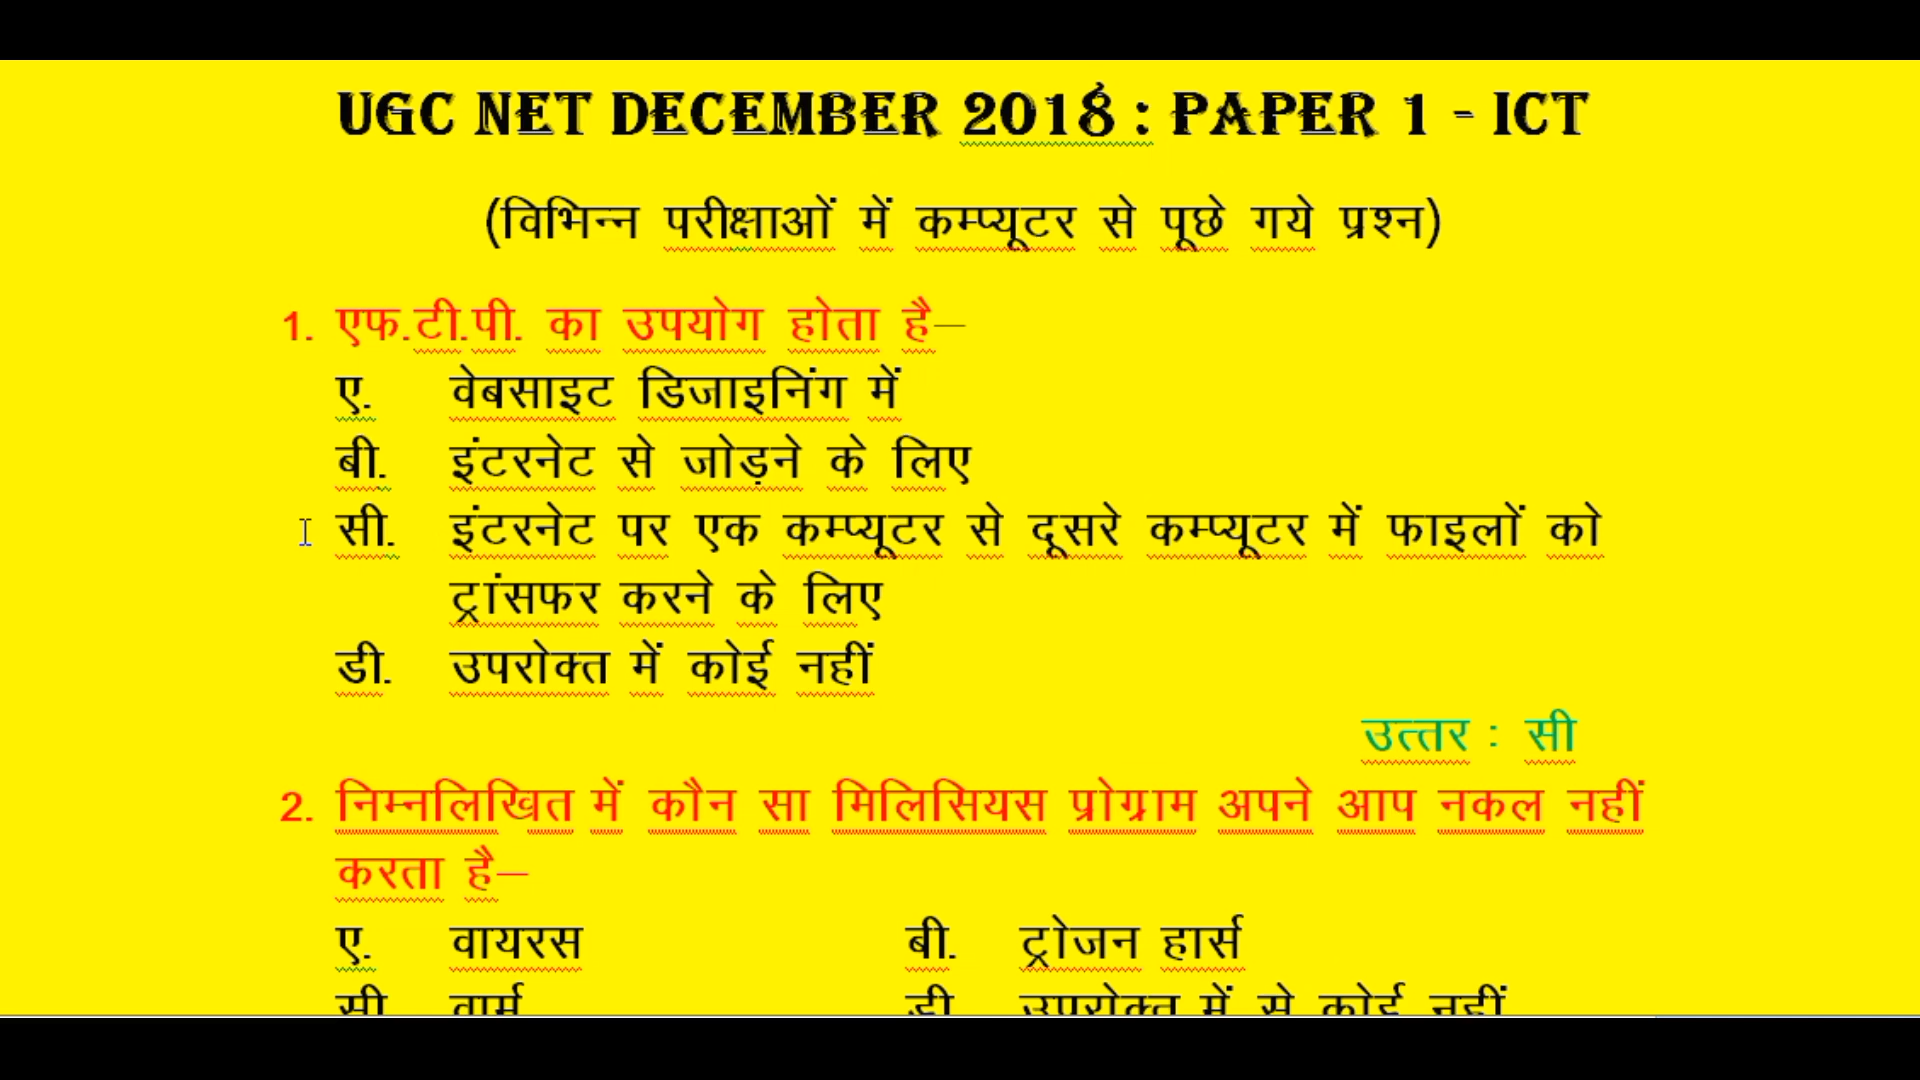 UGC NET DECEMBER 2018 : PAPER 1 - ICT
(विभिन्न परीक्षाओं में कम्प्यूटर से पूछे गये प्रश्न)
1. एफ.टी.पी. का उपयोग होता है–
ए. वेबसाइट डिजाइनिंग में
बी. इंटरनेट से जोड़ने के लिए
सी. इंटरनेट पर एक कम्प्यूटर से दूसरे कम्प्यूटर में फाइलों को
ट्रांसफर करने के लिए
डी. उपरोक्त में कोई नहीं
उत्तर : सी
2. निम्नलिखित में कौन सा मिलिसियस प्रोग्राम अपने आप नकल नहीं
करता है–
ए. वायरस बी. ट्रोजन हार्स
सी. वार्म डी. उपरोक्त में से कोई नहीं